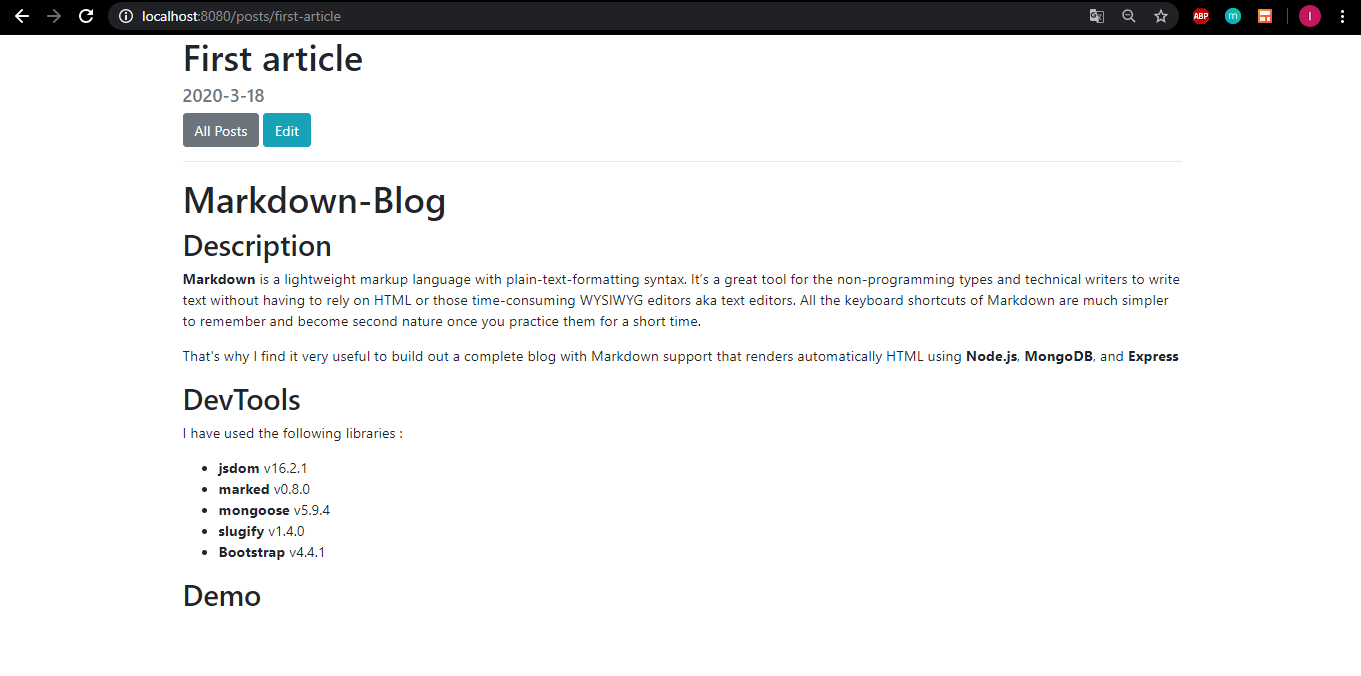 localhost:8080/posts/first-article
ABP
m
I
First article
2020-3-18
All Posts
Edit
Markdown-Blog
Description
Markdown is a lightweight markup language with plain-text-formatting syntax. It’s a great tool for the non-programming types and technical writers to write
text without having to rely on HTML or those time-consuming WYSIWYG editors aka text editors. All the keyboard shortcuts of Markdown are much simpler
to remember and become second nature once you practice them for a short time.
That's why I find it very useful to build out a complete blog with Markdown support that renders automatically HTML using Node.js, MongoDB, and Express
DevTools
I have used the following libraries :
• jsdom v16.2.1
• marked v0.8.0
• mongoose v5.9.4
• slugify v1.4.0
• Bootstrap v4.4.1
Demo